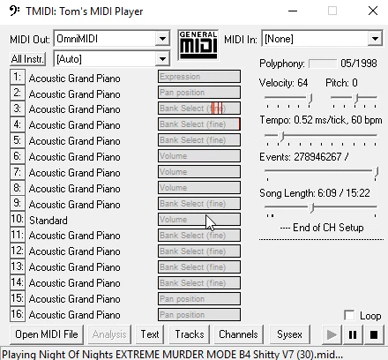 TMIDI: Tom's MIDI Player
MIDI Out: OmniMIDI
GENERAL MIDI
MIDI In: [None]
All Instr. [Auto]
Polyphony: 05/1998
1: Acoustic Grand Piano Expression
2: Acoustic Grand Piano Pan position
Velocity: 64 Pitch: 0
3: Acoustic Grand Piano Bank Select (fine)
4: Acoustic Grand Piano Bank Select (fine)
Tempo: 0.52 ms/tick, 60 bpm
5: Acoustic Grand Piano Bank Select (fine)
6: Acoustic Grand Piano Volume
Events: 278946267 /
7: Acoustic Grand Piano Volume
8: Acoustic Grand Piano Volume
Song Length: 6:09 / 15:22
9: Acoustic Grand Piano Bank Select (fine)
10: Standard Volume
---- End of CH Setup
11: Acoustic Grand Piano Bank Select (fine)
12: Acoustic Grand Piano Bank Select (fine)
13: Acoustic Grand Piano Bank Select (fine)
14: Acoustic Grand Piano Bank Select (fine)
15: Acoustic Grand Piano Pan position
16: Acoustic Grand Piano Pan position
Loop
Open MIDI File Analysis Text Tracks Channels Sysex
Playing Night Of Nights EXTREME MURDER MODE B4 Shitty V7 (30).mid...